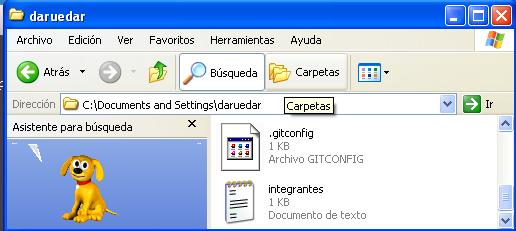 daruedar
Archivo Edición Ver Favoritos Herramientas Ayuda
Atrás Búsqueda Carpetas
Dirección C:\Documents and Settings\daruedar Ir
Carpetas
Asistente para búsqueda
.gitconfig
1 KB
Archivo GITCONFIG
integrantes
1 KB
Documento de texto